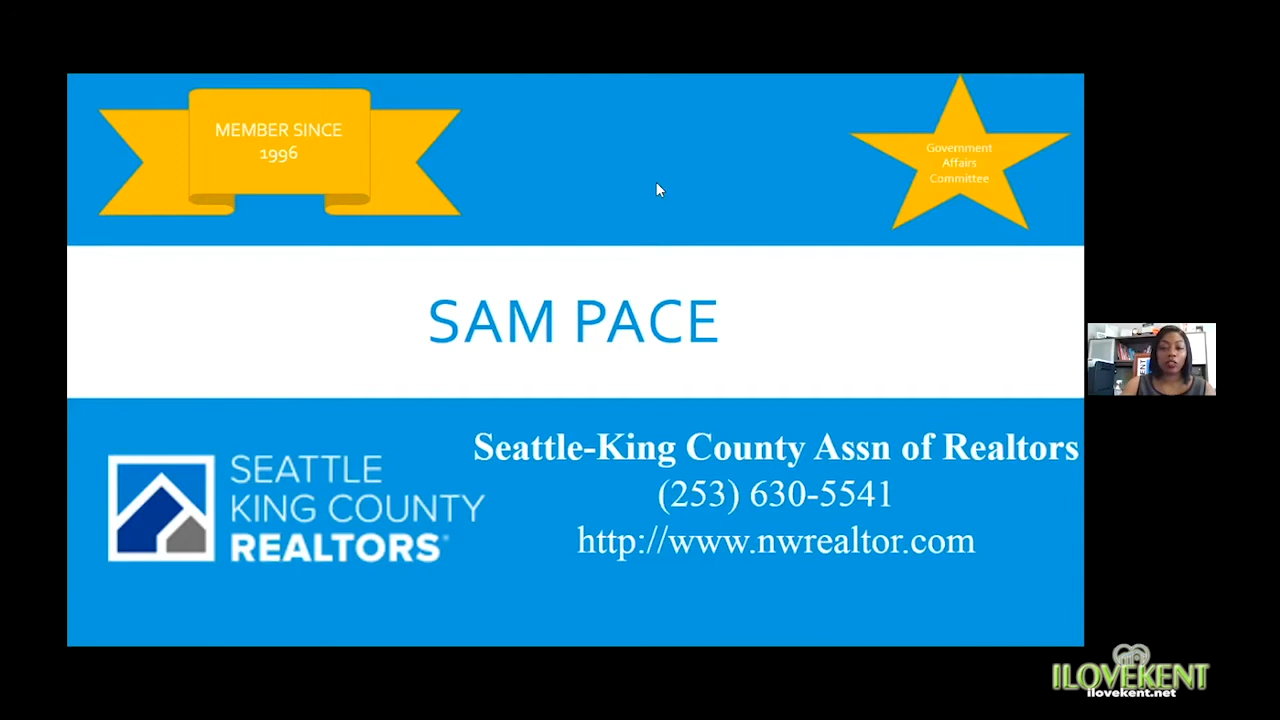 MEMBER SINCE
1996
Government
Affairs
Committee
SAM PACE
SEATTLE
KING COUNTY
REALTORS®
Seattle-King County Assn of Realtors
(253) 630-5541
http://www.nwrealtor.com
ILOVEKENT
ilovekent.net